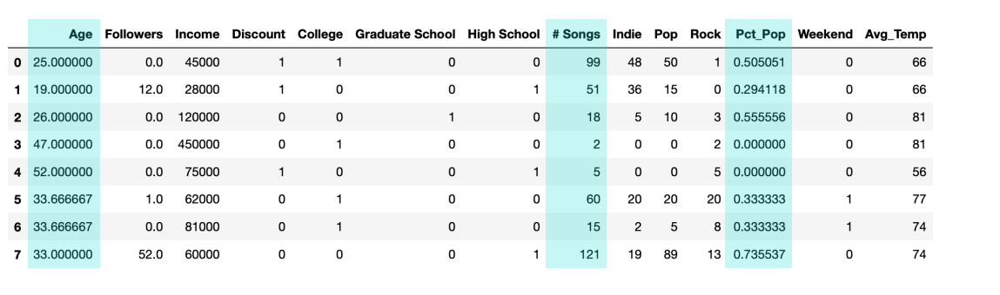 Age Followers Income Discount College Graduate School High School # Songs Indie Pop Rock Pct_Pop Weekend Avg_Temp
0 25.000000 0.0 45000 1 1 0 0 99 48 50 1 0.505051 0 66
1 19.000000 12.0 28000 1 0 0 1 51 36 15 0 0.294118 0 66
2 26.000000 0.0 120000 0 0 1 0 18 5 10 3 0.555556 0 81
3 47.000000 0.0 450000 0 1 0 0 2 0 0 2 0.000000 0 81
4 52.000000 0.0 75000 1 0 0 1 5 0 0 5 0.000000 0 56
5 33.666667 1.0 62000 0 1 0 0 60 20 20 20 0.333333 1 77
6 33.666667 0.0 81000 0 1 0 0 15 2 5 8 0.333333 1 74
7 33.000000 52.0 60000 0 0 0 1 121 19 89 13 0.735537 0 74